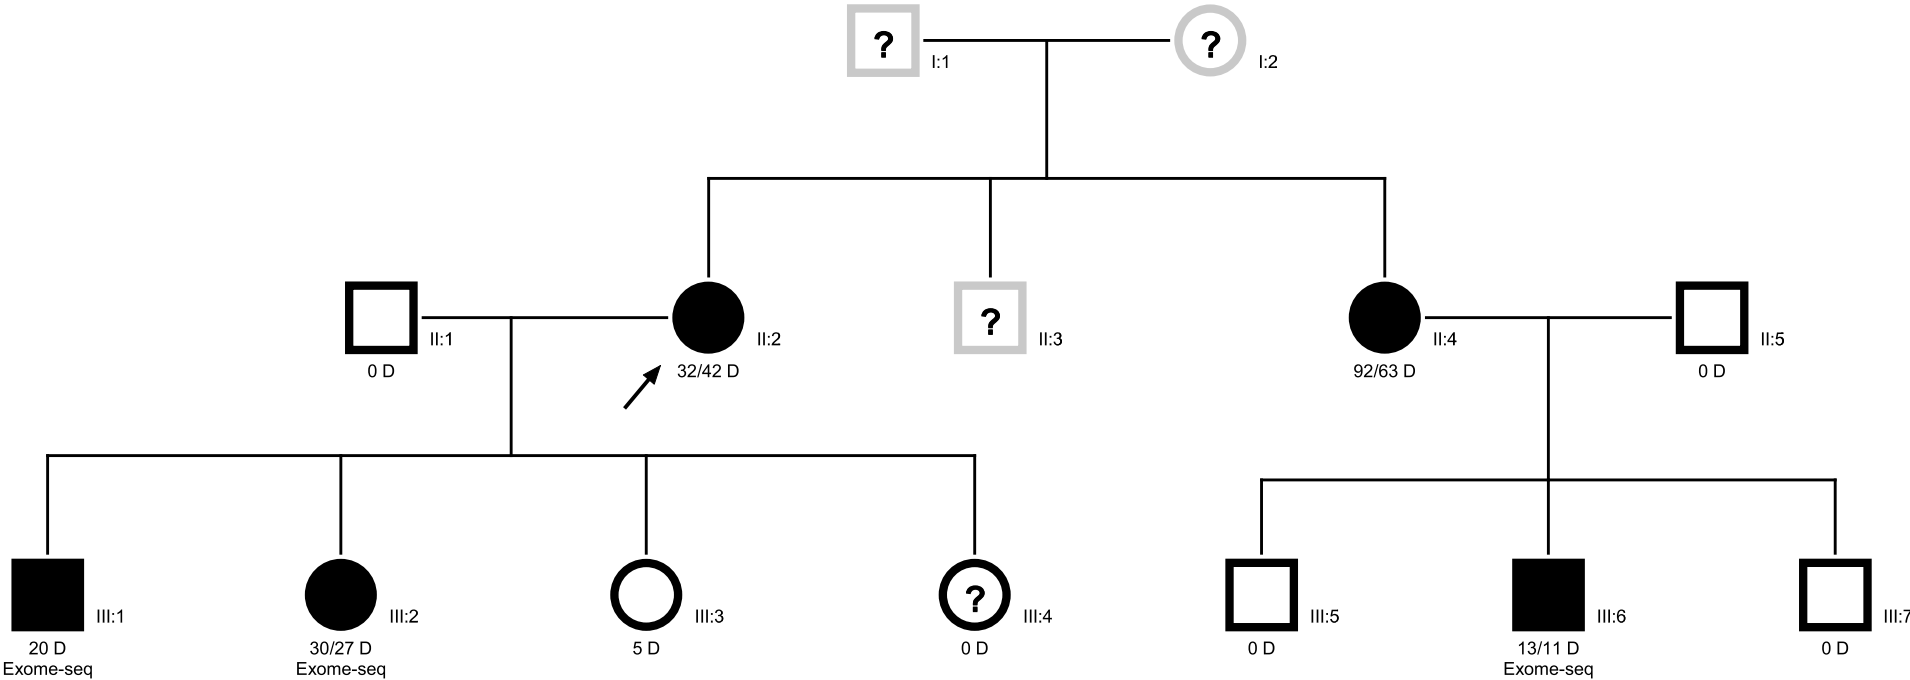 ? I:1 ? I:2
II:1 II:2 ? II:3 II:4 II:5
0 D 32/42 D 92/63 D 0 D
III:1 III:2 III:3 ? III:4 III:5 III:6 III:7
20 D 30/27 D 5 D 0 D 0 D 13/11 D 0 D
Exome-seq Exome-seq Exome-seq